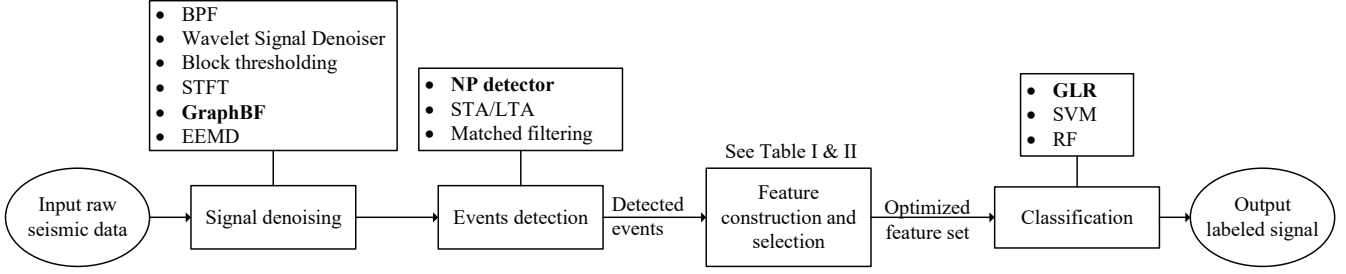 BPF
Wavelet Signal Denoiser
Block thresholding
STFT
GraphBF
EEMD
NP detector
STA/LTA
Matched filtering
GLR
SVM
RF
See Table I & II
Input raw
seismic data
Signal denoising
Events detection
Detected
events
Feature
construction and
selection
Optimized
feature set
Classification
Output
labeled signal